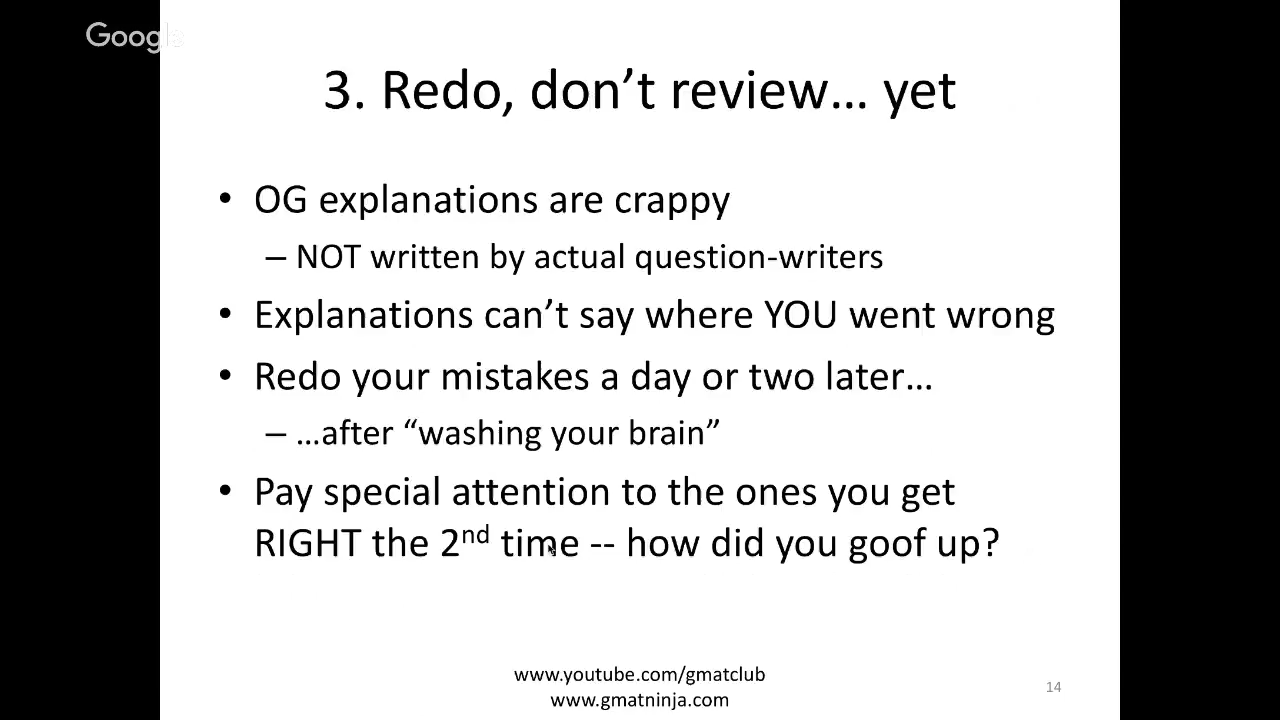 Google
3. Redo, don’t review… yet
• OG explanations are crappy
– NOT written by actual question-writers
• Explanations can’t say where YOU went wrong
• Redo your mistakes a day or two later…
– …after “washing your brain”
• Pay special attention to the ones you get
RIGHT the 2nd time -- how did you goof up?
www.youtube.com/gmatclub
www.gmatninja.com
14